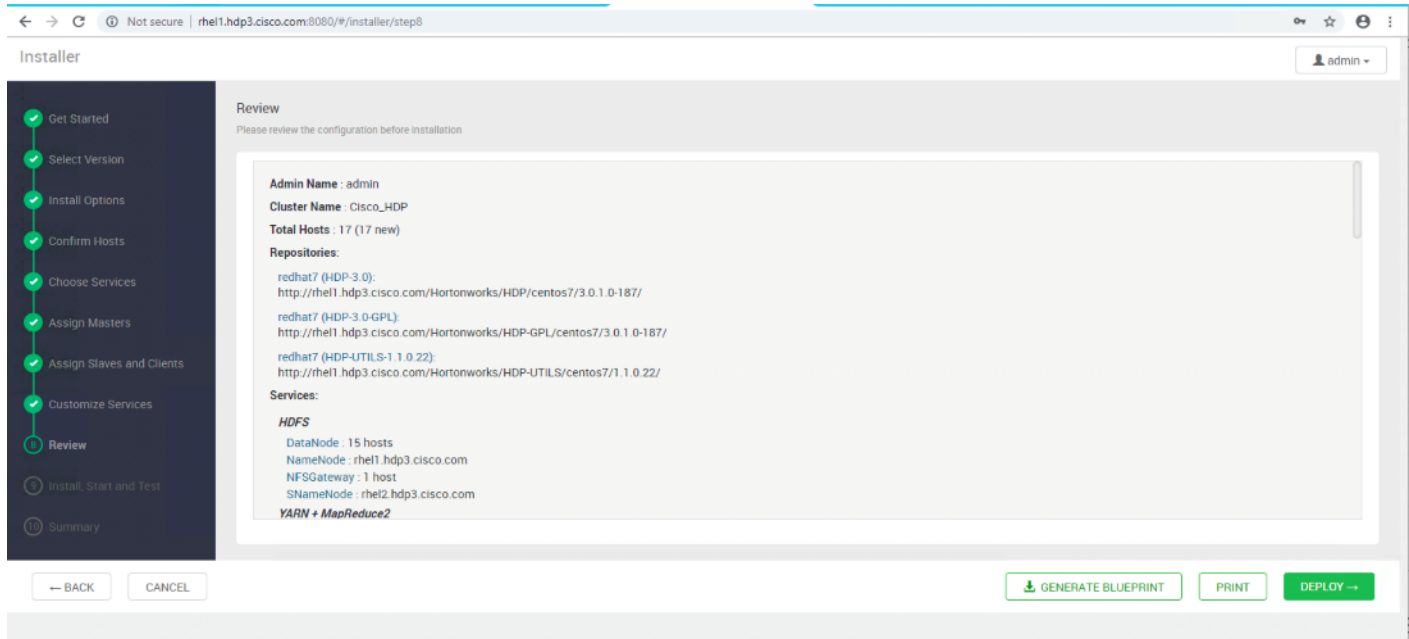 Not secure | rhel1.hdp3.cisco.com:8080/#/installer/step8
Installer
admin
Get Started
Select Version
Install Options
Confirm Hosts
Choose Services
Assign Masters
Assign Slaves and Clients
Customize Services
8 Review
9 Install, Start and Test
10 Summary
Review
Please review the configuration before installation
Admin Name : admin
Cluster Name : Cisco_HDP
Total Hosts : 17 (17 new)
Repositories:
redhat7 (HDP-3.0):
http://rhel1.hdp3.cisco.com/Hortonworks/HDP/centos7/3.0.1.0-187/
redhat7 (HDP-3.0-GPL):
http://rhel1.hdp3.cisco.com/Hortonworks/HDP-GPL/centos7/3.0.1.0-187/
redhat7 (HDP-UTILS-1.1.0.22):
http://rhel1.hdp3.cisco.com/Hortonworks/HDP-UTILS/centos7/1.1.0.22/
Services:
HDFS
DataNode : 15 hosts
NameNode : rhel1.hdp3.cisco.com
NFSGateway : 1 host
SNameNode : rhel2.hdp3.cisco.com
YARN + MapReduce2
← BACK
CANCEL
GENERATE BLUEPRINT
PRINT
DEPLOY →